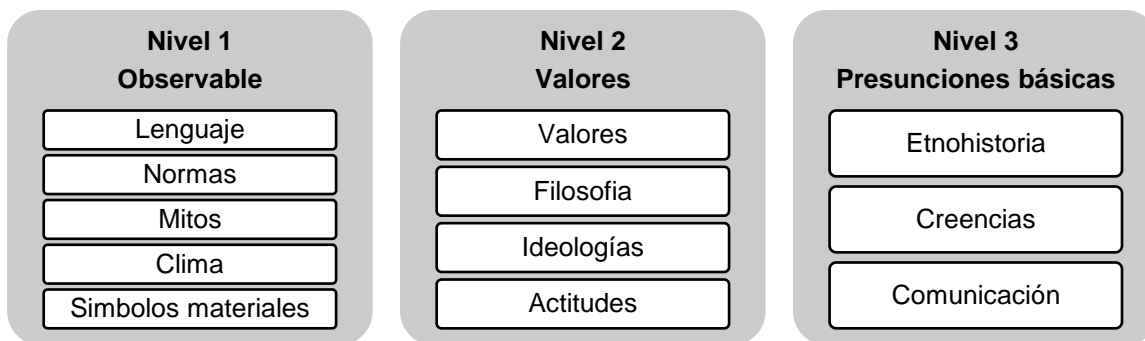 Nivel 1
Observable
Lenguaje
Normas
Mitos
Clima
Simbolos materiales
Nivel 2
Valores
Valores
Filosofia
Ideologías
Actitudes
Nivel 3
Presunciones básicas
Etnohistoria
Creencias
Comunicación